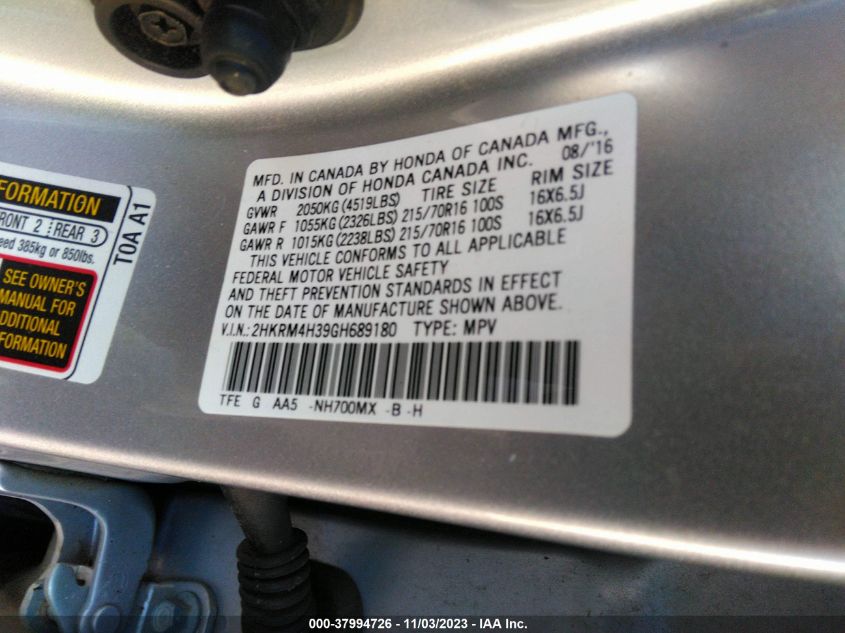 FORMATION
RONT 2 REAR 3
eed 385kg or 850lbs.
SEE OWNER'S
MANUAL FOR
ADDITIONAL
FORMATION
T0A A1
MFD. IN CANADA BY HONDA OF CANADA MFG.,
A DIVISION OF HONDA CANADA INC. 08/'16
GVWR 2050KG(4519LBS) TIRE SIZE RIM SIZE
GAWR F 1055KG(2326LBS) 215/70R16 100S 16X6.5J
GAWR R 1015KG(2238LBS) 215/70R16 100S 16X6.5J
THIS VEHICLE CONFORMS TO ALL APPLICABLE
FEDERAL MOTOR VEHICLE SAFETY
AND THEFT PREVENTION STANDARDS IN EFFECT
ON THE DATE OF MANUFACTURE SHOWN ABOVE.
V.I.N.: 2HKRM4H39GH689180 TYPE: MPV
TFE G AA5 -NH700MX -B -H
000-37994726 - 11/03/2023 - IAA Inc.